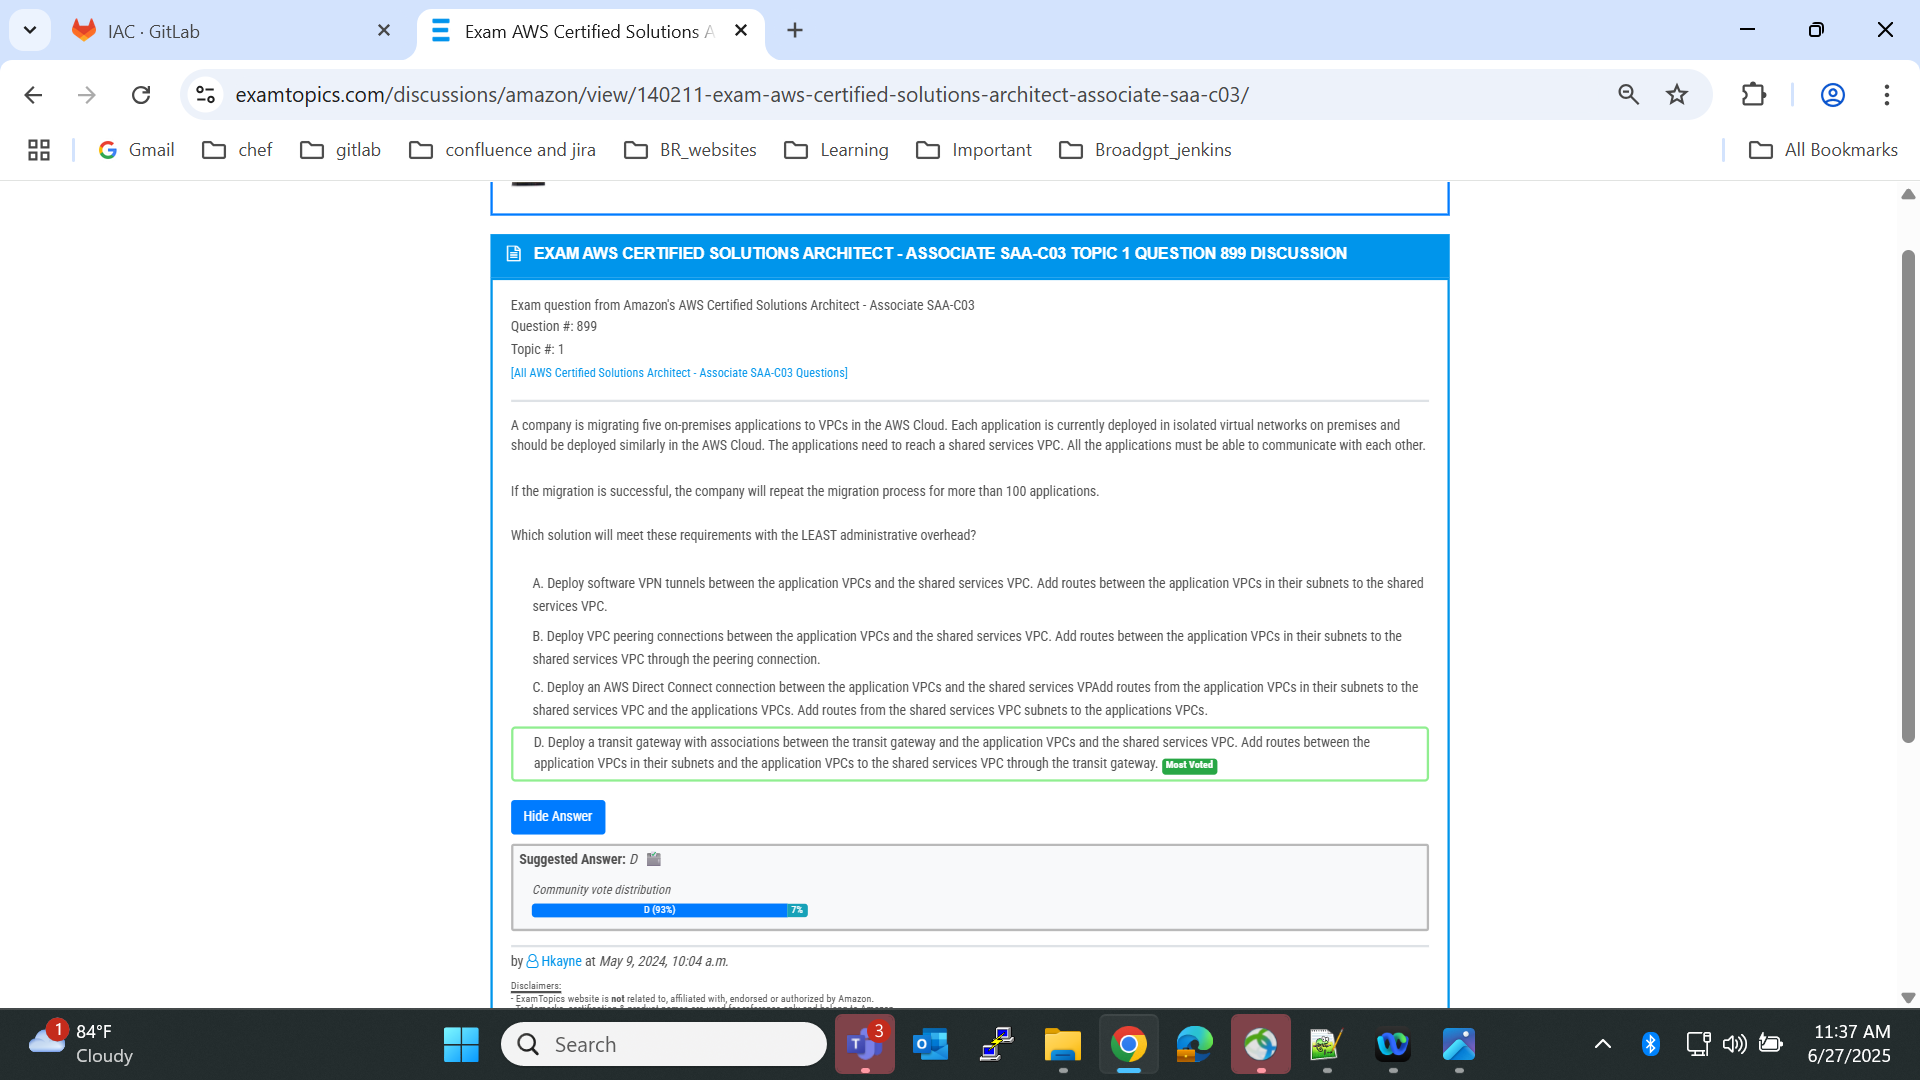 IAC · GitLab
Exam AWS Certified Solutions A
examtopics.com/discussions/amazon/view/140211-exam-aws-certified-solutions-architect-associate-saa-c03/
Gmail
chef
gitlab
confluence and jira
BR_websites
Learning
Important
Broadgpt_jenkins
All Bookmarks
EXAM AWS CERTIFIED SOLUTIONS ARCHITECT - ASSOCIATE SAA-C03 TOPIC 1 QUESTION 899 DISCUSSION
Exam question from Amazon's AWS Certified Solutions Architect - Associate SAA-C03
Question #: 899
Topic #: 1
[All AWS Certified Solutions Architect - Associate SAA-C03 Questions]
A company is migrating five on-premises applications to VPCs in the AWS Cloud. Each application is currently deployed in isolated virtual networks on premises and
should be deployed similarly in the AWS Cloud. The applications need to reach a shared services VPC. All the applications must be able to communicate with each other.
If the migration is successful, the company will repeat the migration process for more than 100 applications.
Which solution will meet these requirements with the LEAST administrative overhead?
A. Deploy software VPN tunnels between the application VPCs and the shared services VPC. Add routes between the application VPCs in their subnets to the shared
services VPC.
B. Deploy VPC peering connections between the application VPCs and the shared services VPC. Add routes between the application VPCs in their subnets to the
shared services VPC through the peering connection.
C. Deploy an AWS Direct Connect connection between the application VPCs and the shared services VPAdd routes from the application VPCs in their subnets to the
shared services VPC and the applications VPCs. Add routes from the shared services VPC subnets to the applications VPCs.
D. Deploy a transit gateway with associations between the transit gateway and the application VPCs and the shared services VPC. Add routes between the
application VPCs in their subnets and the application VPCs to the shared services VPC through the transit gateway. Most Voted
Hide Answer
Suggested Answer: D
Community vote distribution
D (93%) 7%
by Hkayne at May 9, 2024, 10:04 a.m.
Disclaimers:
- ExamTopics website is not related to, affiliated with, endorsed or authorized by Amazon.
1
84°F
Cloudy
Search
3
11:37 AM
6/27/2025